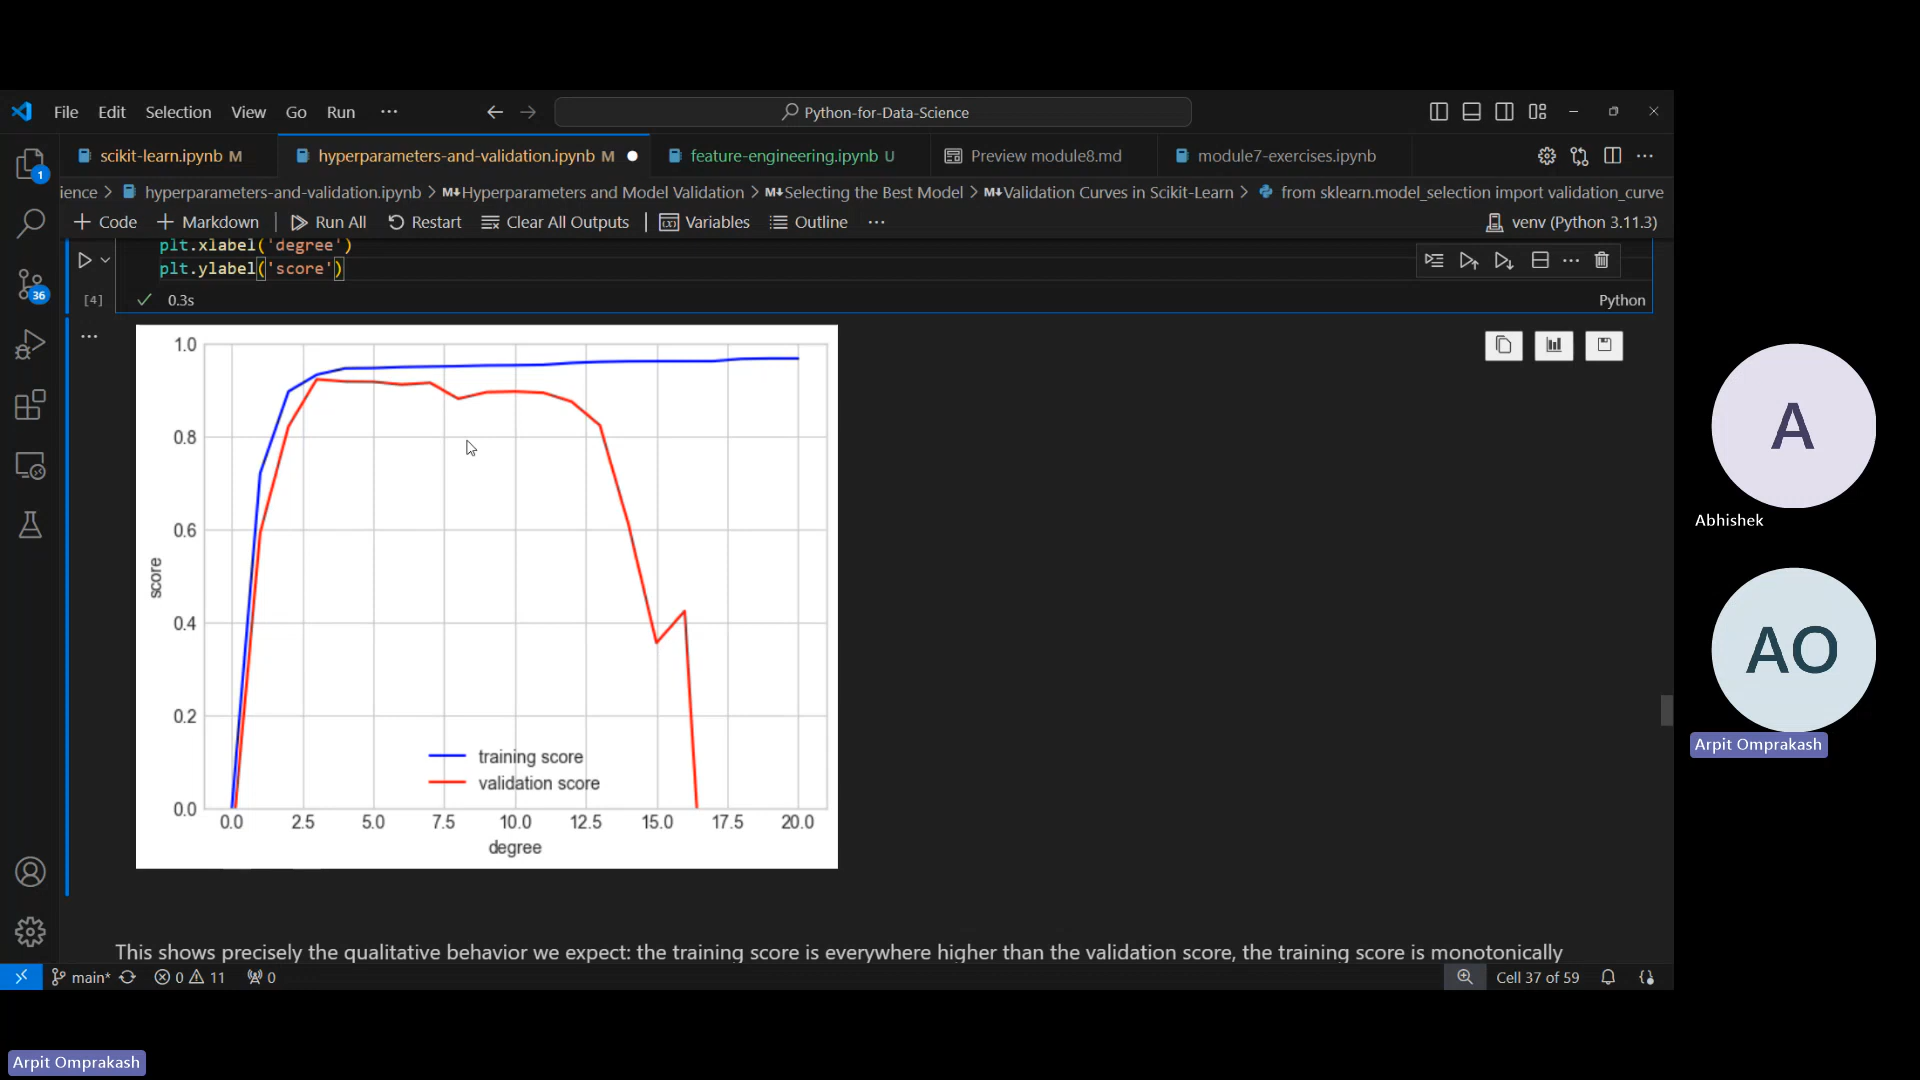 File Edit Selection View Go Run ··· Python-for-Data-Science
scikit-learn.ipynb M hyperparameters-and-validation.ipynb M feature-engineering.ipynb U Preview module8.md module7-exercises.ipynb ···
1
ience > hyperparameters-and-validation.ipynb > M↓Hyperparameters and Model Validation > M↓Selecting the Best Model > M↓Validation Curves in Scikit-Learn > from sklearn.model_selection import validation_curve
+ Code + Markdown Run All Restart Clear All Outputs Variables Outline ··· venv (Python 3.11.3)
plt.xlabel('degree')
plt.ylabel('score')
36
[4] 0.3s Python
1.0
0.8
0.6
0.4
0.2
0.0
score
training score
validation score
0.0 2.5 5.0 7.5 10.0 12.5 15.0 17.5 20.0
degree
This shows precisely the qualitative behavior we expect: the training score is everywhere higher than the validation score, the training score is monotonically
main* 0 11 0 Cell 37 of 59
A
Abhishek
AO
Arpit Omprakash
Arpit Omprakash